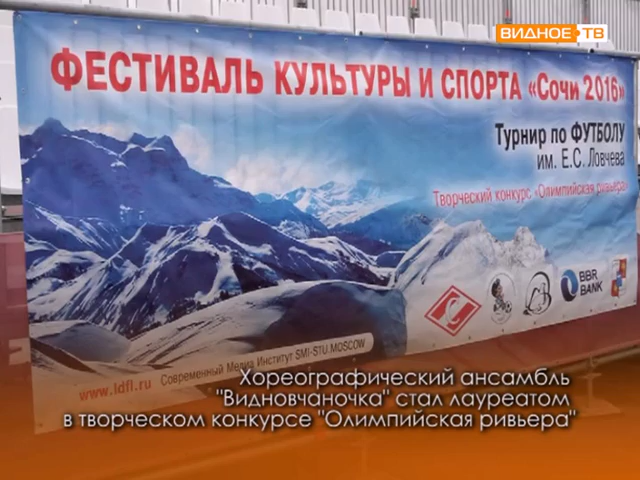 ВИДНОЕ ТВ
ФЕСТИВАЛЬ КУЛЬТУРЫ И СПОРТА «Сочи 2016»
Турнир по ФУТБОЛУ
им. Е.С. Ловчева
Творческий конкурс «Олимпийская ривьера»
BBR
BANK
www.ldfl.ru Современный Медиа Институт SMI-STU.MOSCOW
Хореографический ансамбль
"Видновчаночка" стал лауреатом
в творческом конкурсе "Олимпийская ривьера"